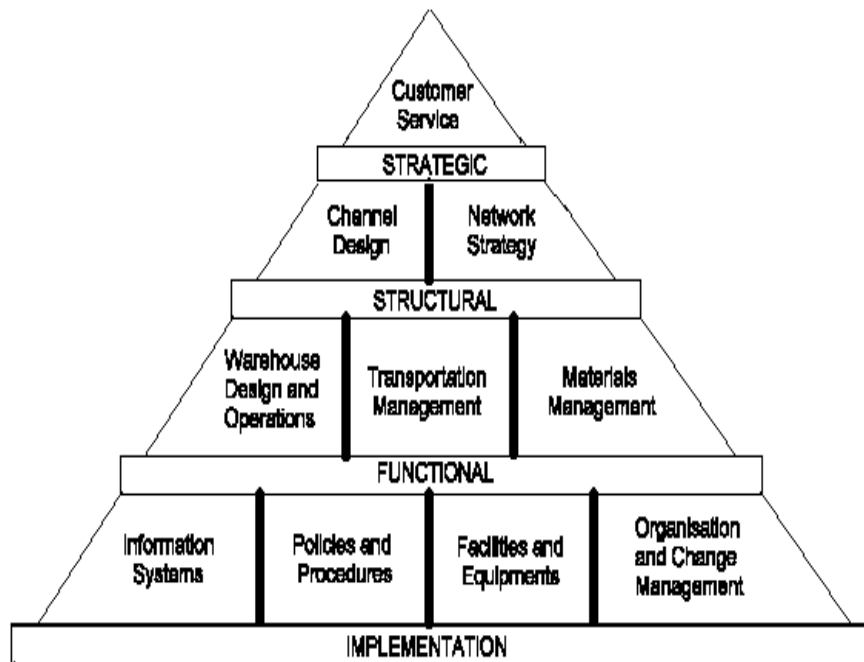 Customer
Service
STRATEGIC
Channel
Design
Network
Strategy
STRUCTURAL
Warehouse
Design and
Operations
Transportation
Management
Materials
Management
FUNCTIONAL
Information
Systems
Policies and
Procedures
Facilities and
Equipments
Organisation
and Change
Management
IMPLEMENTATION